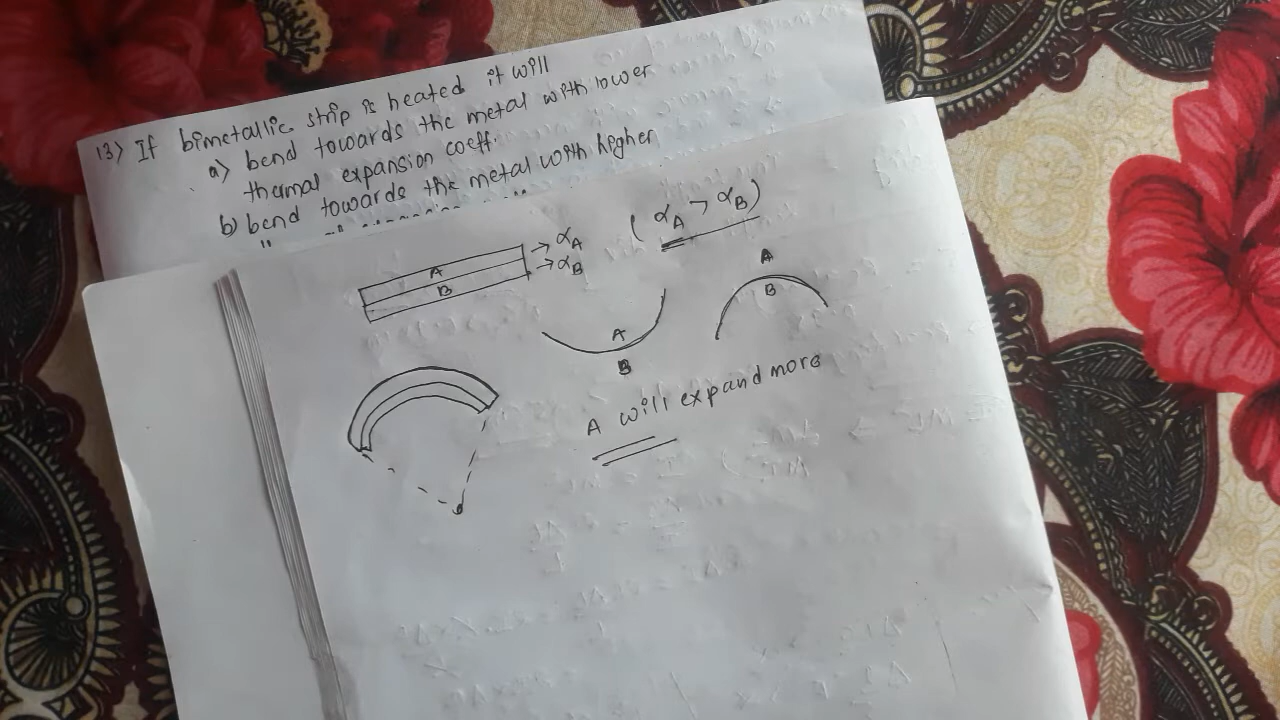 13) If bimetallic strip is heated it will
a) bend towards the metal with lower
thamal expansion coeff.
b) bend towards the metal with higher
(αA > αB)
A → αA
B → αB
A
B
A
B
A will expand more